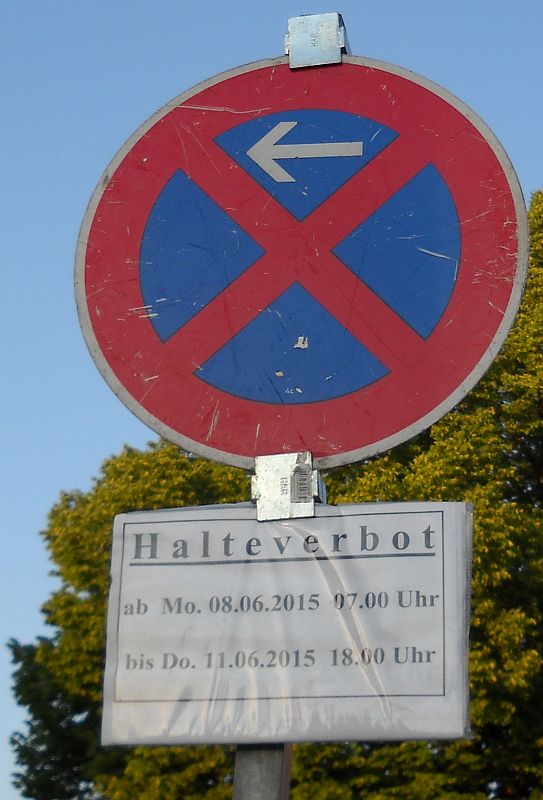 Halteverbot
ab Mo. 08.06.2015 07.00 Uhr
bis Do. 11.06.2015 18.00 Uhr